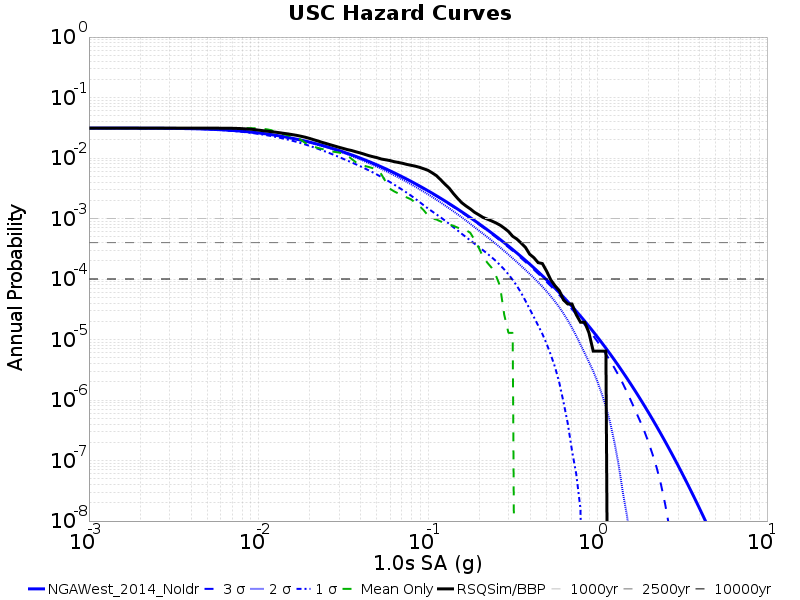 USC Hazard Curves
10^0
10^-1
10^-2
10^-3
10^-4
10^-5
10^-6
10^-7
10^-8
Annual Probability
10^-3 10^-2 10^-1 10^0 10^1
1.0s SA (g)
NGAWest_2014_NoIdr 3 σ 2 σ 1 σ Mean Only RSQSim/BBP 1000yr 2500yr 10000yr